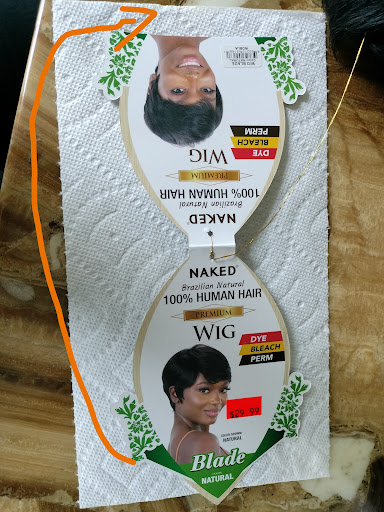 NAKED
Brazilian Natural
100% HUMAN HAIR
PREMIUM
WIG
DYE
BLEACH
PERM
NAKED
Brazilian Natural
100% HUMAN HAIR
PREMIUM
WIG
DYE
BLEACH
PERM
$29.99
NATURAL
Blade
NATURAL